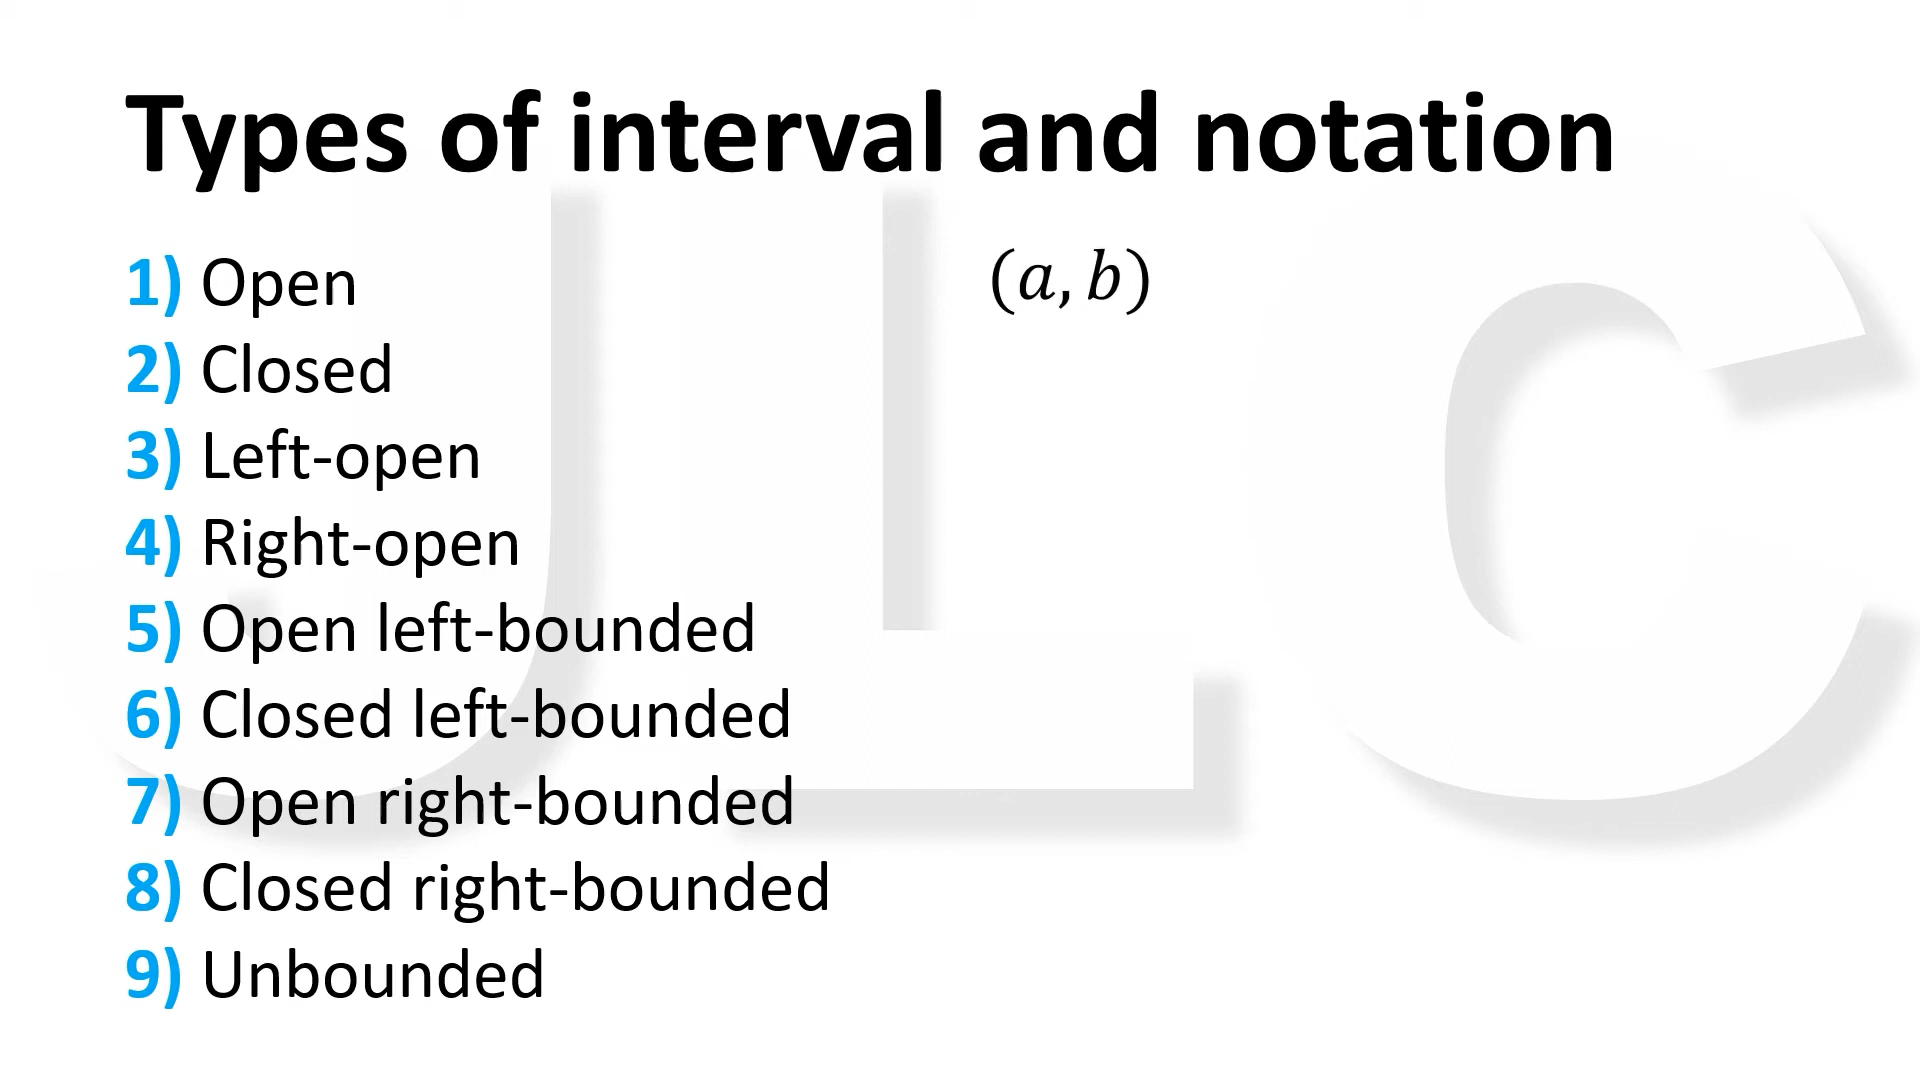 Types of interval and notation
1) Open (a, b)
2) Closed
3) Left-open
4) Right-open
5) Open left-bounded
6) Closed left-bounded
7) Open right-bounded
8) Closed right-bounded
9) Unbounded
JLC